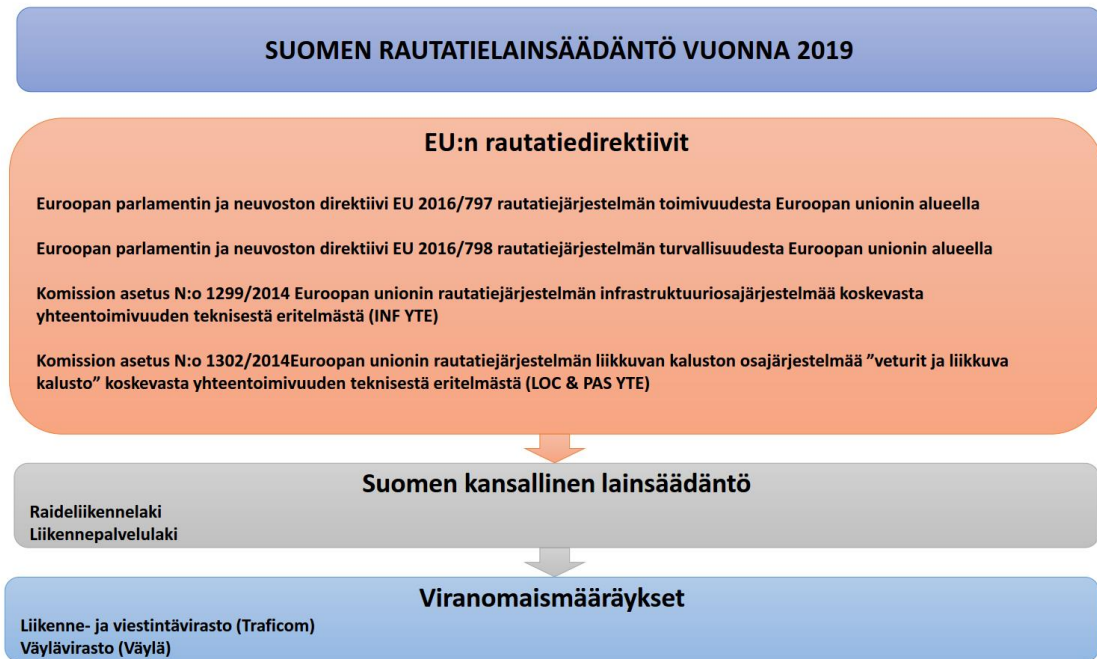 SUOMEN RAUTATIELAINSÄÄDÄNTÖ VUONNA 2019
EU:n rautatiedirektiivit
Euroopan parlamentin ja neuvoston direktiivi EU 2016/797 rautatiejärjestelmän toimivuudesta Euroopan unionin alueella
Euroopan parlamentin ja neuvoston direktiivi EU 2016/798 rautatiejärjestelmän turvallisuudesta Euroopan unionin alueella
Komission asetus N:o 1299/2014 Euroopan unionin rautatiejärjestelmän infrastruktuuriosajärjestelmää koskevasta
yhteentoimivuuden teknisestä eritelmästä (INF YTE)
Komission asetus N:o 1302/2014Euroopan unionin rautatiejärjestelmän liikkuvan kaluston osajärjestelmää ”veturit ja liikkuva
kalusto” koskevasta yhteentoimivuuden teknisestä eritelmästä (LOC & PAS YTE)
Suomen kansallinen lainsäädäntö
Raideliikennelaki
Liikennepalvelulaki
Viranomaismääräykset
Liikenne- ja viestintävirasto (Traficom)
Väylävirasto (Väylä)